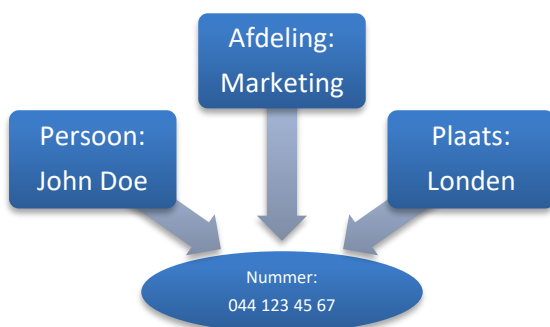 Afdeling:
Marketing
Persoon:
John Doe
Plaats:
Londen
Nummer:
044 123 45 67